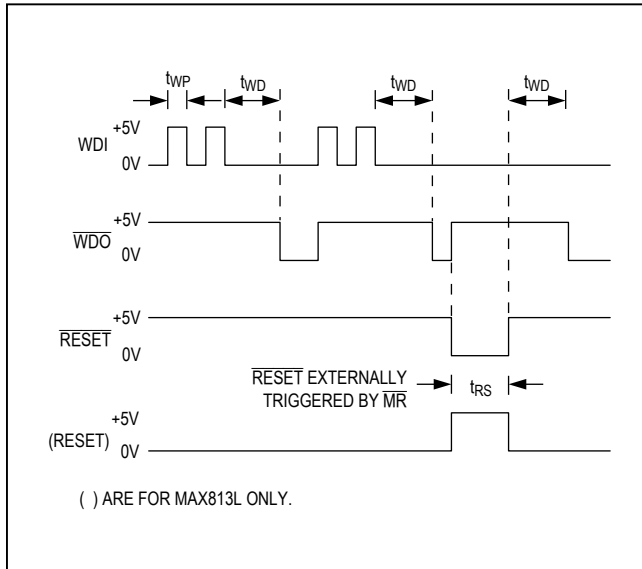 tWP tWD tWD tWD
+5V
WDI
0V
+5V
WDO
0V
+5V
RESET
0V
RESET EXTERNALLY
TRIGGERED BY MR
tRS
+5V
(RESET)
0V
( ) ARE FOR MAX813L ONLY.